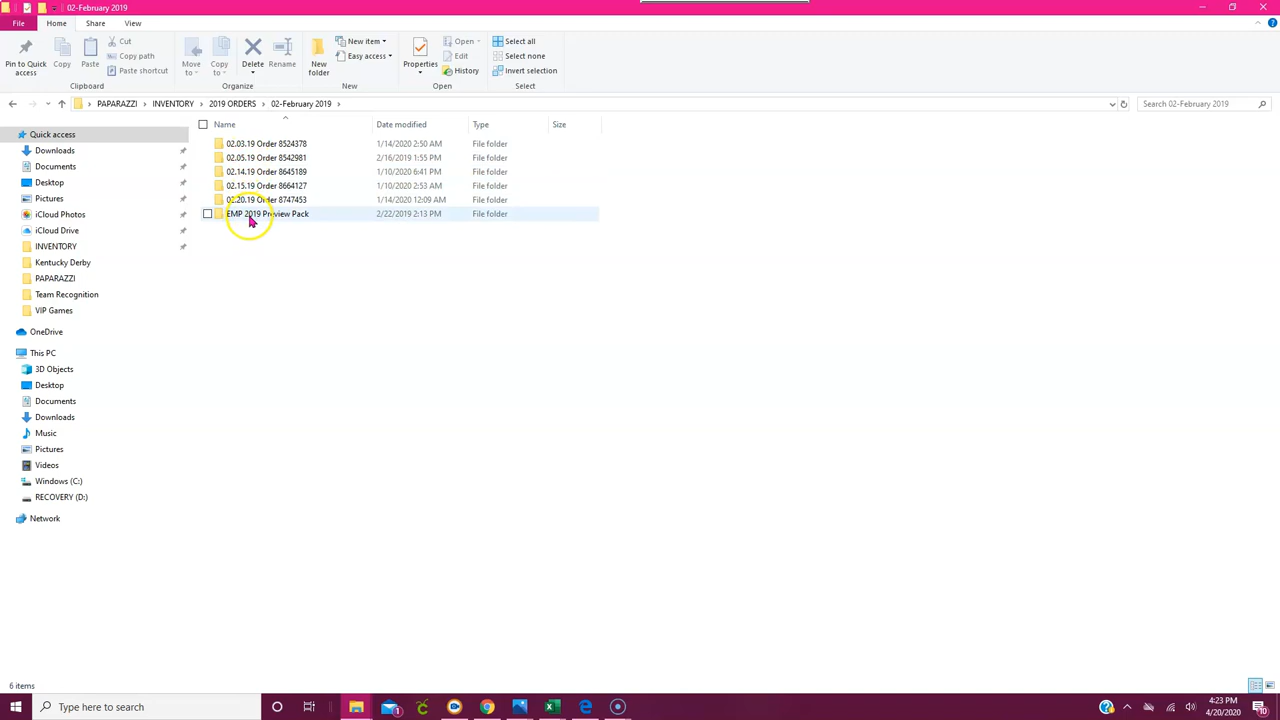 02-February 2019
File Home Share View
Pin to Quick access
Copy
Paste
Cut
Copy path
Paste shortcut
Clipboard
Move to
Copy to
Delete
Rename
Organize
New folder
New item
Easy access
New
Properties
Open
Edit
History
Open
Select all
Select none
Invert selection
Select
PAPARAZZI > INVENTORY > 2019 ORDERS > 02-February 2019 >
Search 02-February 2019
Name Date modified Type Size
02.03.19 Order 8524378 1/14/2020 2:50 AM File folder
02.05.19 Order 8542981 2/16/2019 1:55 PM File folder
02.14.19 Order 8645189 1/10/2020 6:41 PM File folder
02.15.19 Order 8664127 1/10/2020 2:53 AM File folder
02.20.19 Order 8747453 1/14/2020 12:09 AM File folder
EMP 2019 Preview Pack 2/22/2019 2:13 PM File folder
Quick access
Downloads
Documents
Desktop
Pictures
iCloud Photos
iCloud Drive
INVENTORY
Kentucky Derby
PAPARAZZI
Team Recognition
VIP Games
OneDrive
This PC
3D Objects
Desktop
Documents
Downloads
Music
Pictures
Videos
Windows (C:)
RECOVERY (D:)
Network
6 items
Type here to search
1
4:23 PM
4/20/2020
10